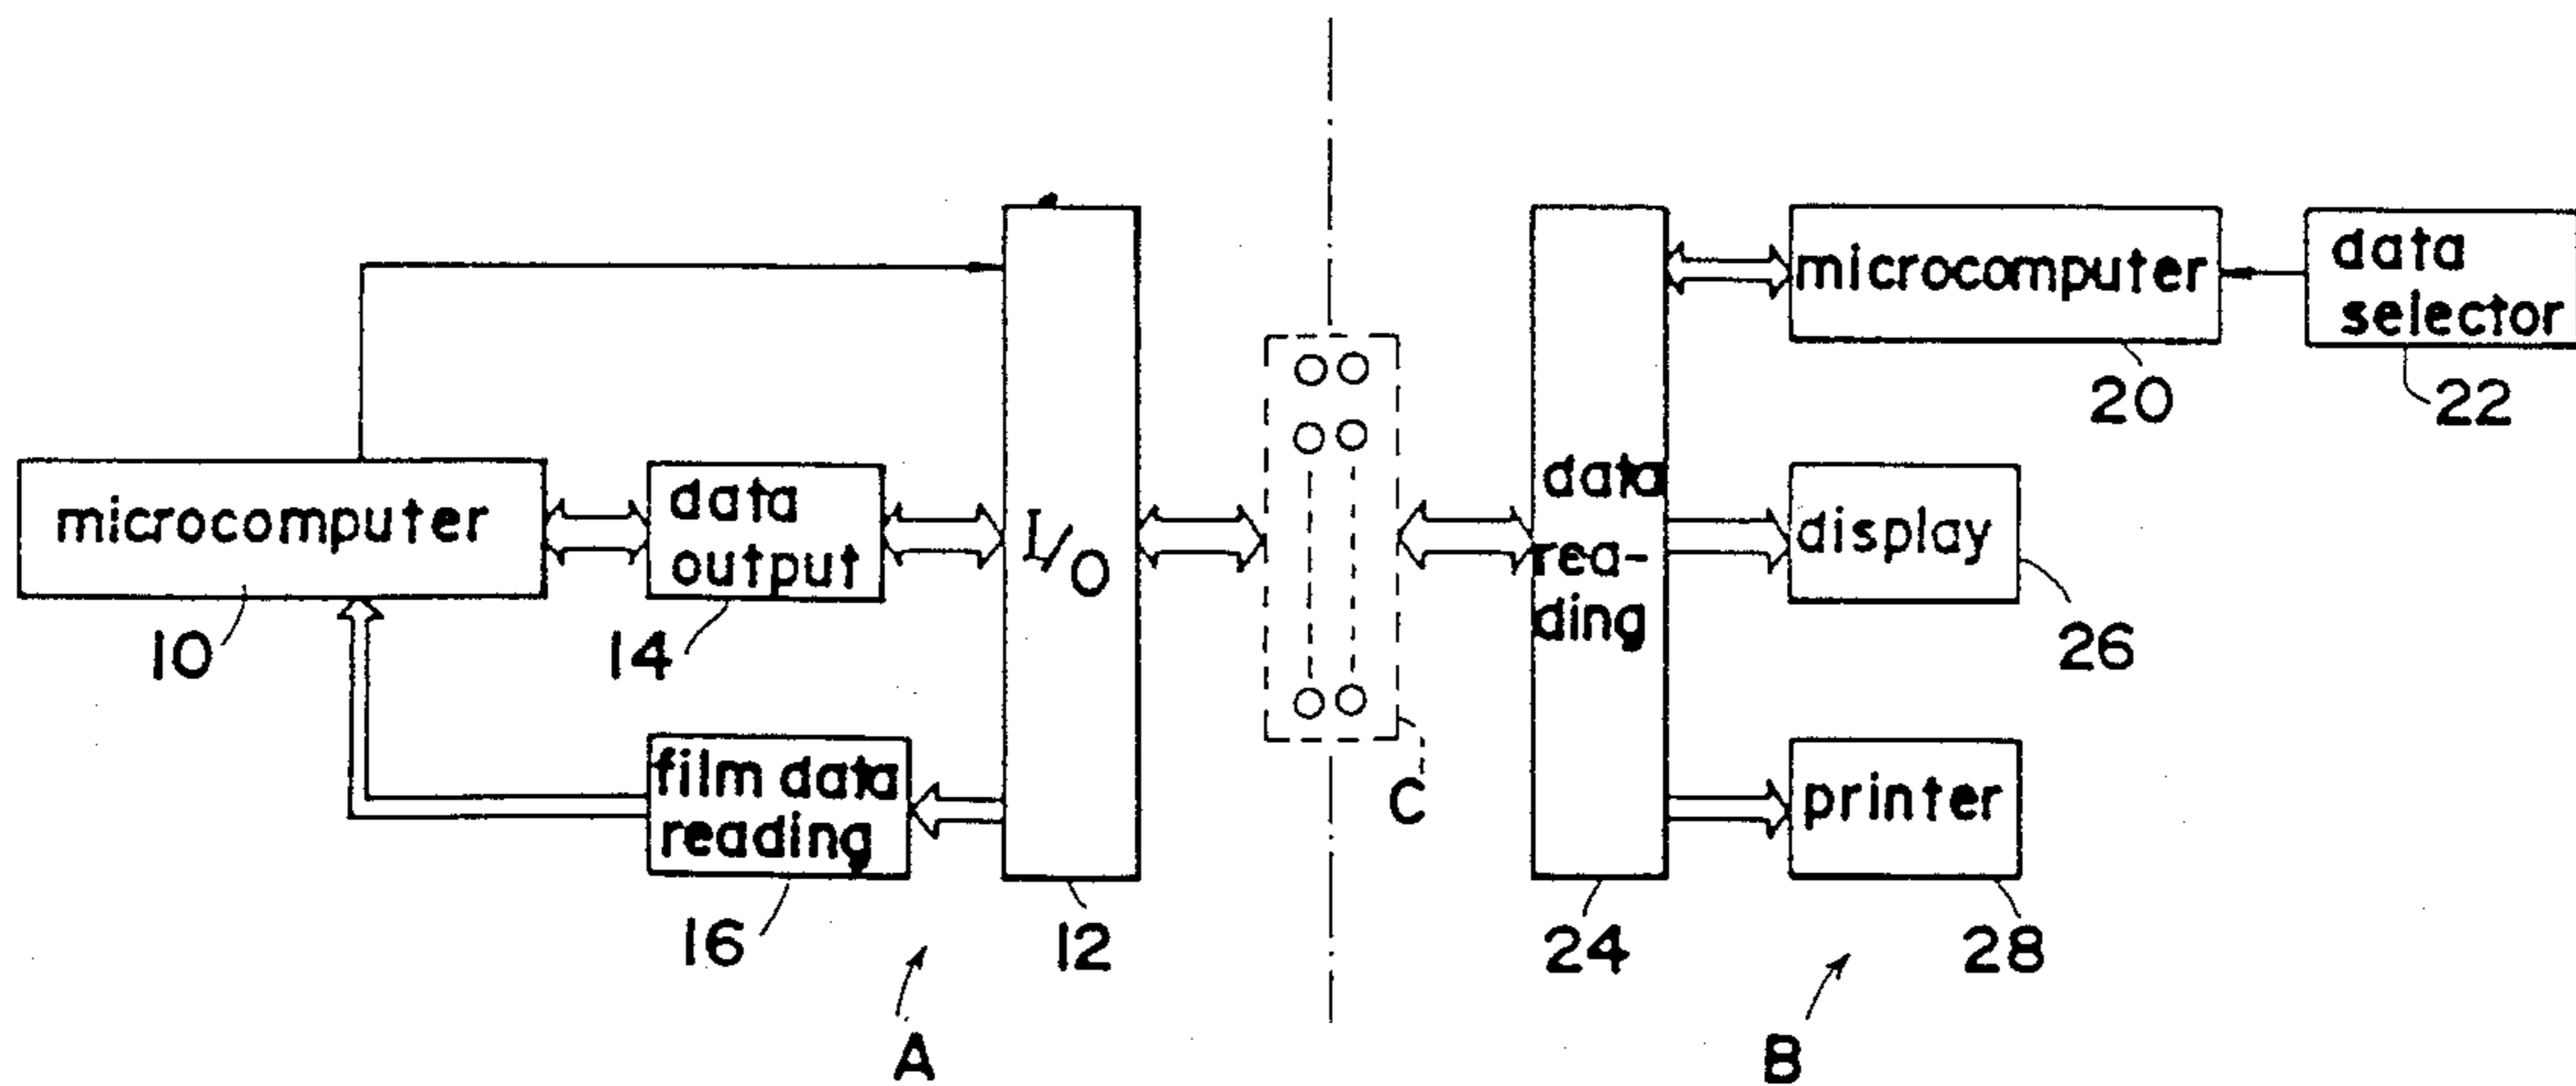 microcomputer
10
data
output
14
film data
reading
16
I/O
12
A
C
data
rea-
ding
24
microcomputer
20
data
selector
22
display
26
printer
28
B